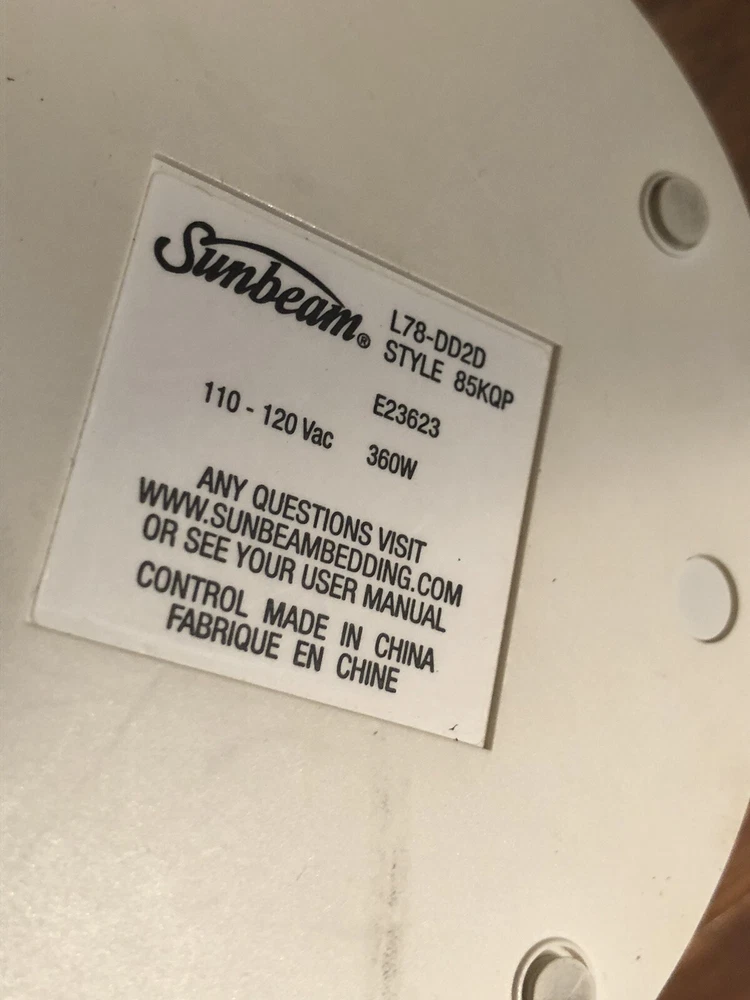 Sunbeam®
L78-DD2D
STYLE 85KQP
E23623
110 - 120 Vac 360W
ANY QUESTIONS VISIT
WWW.SUNBEAMBEDDING.COM
OR SEE YOUR USER MANUAL
CONTROL MADE IN CHINA
FABRIQUE EN CHINE